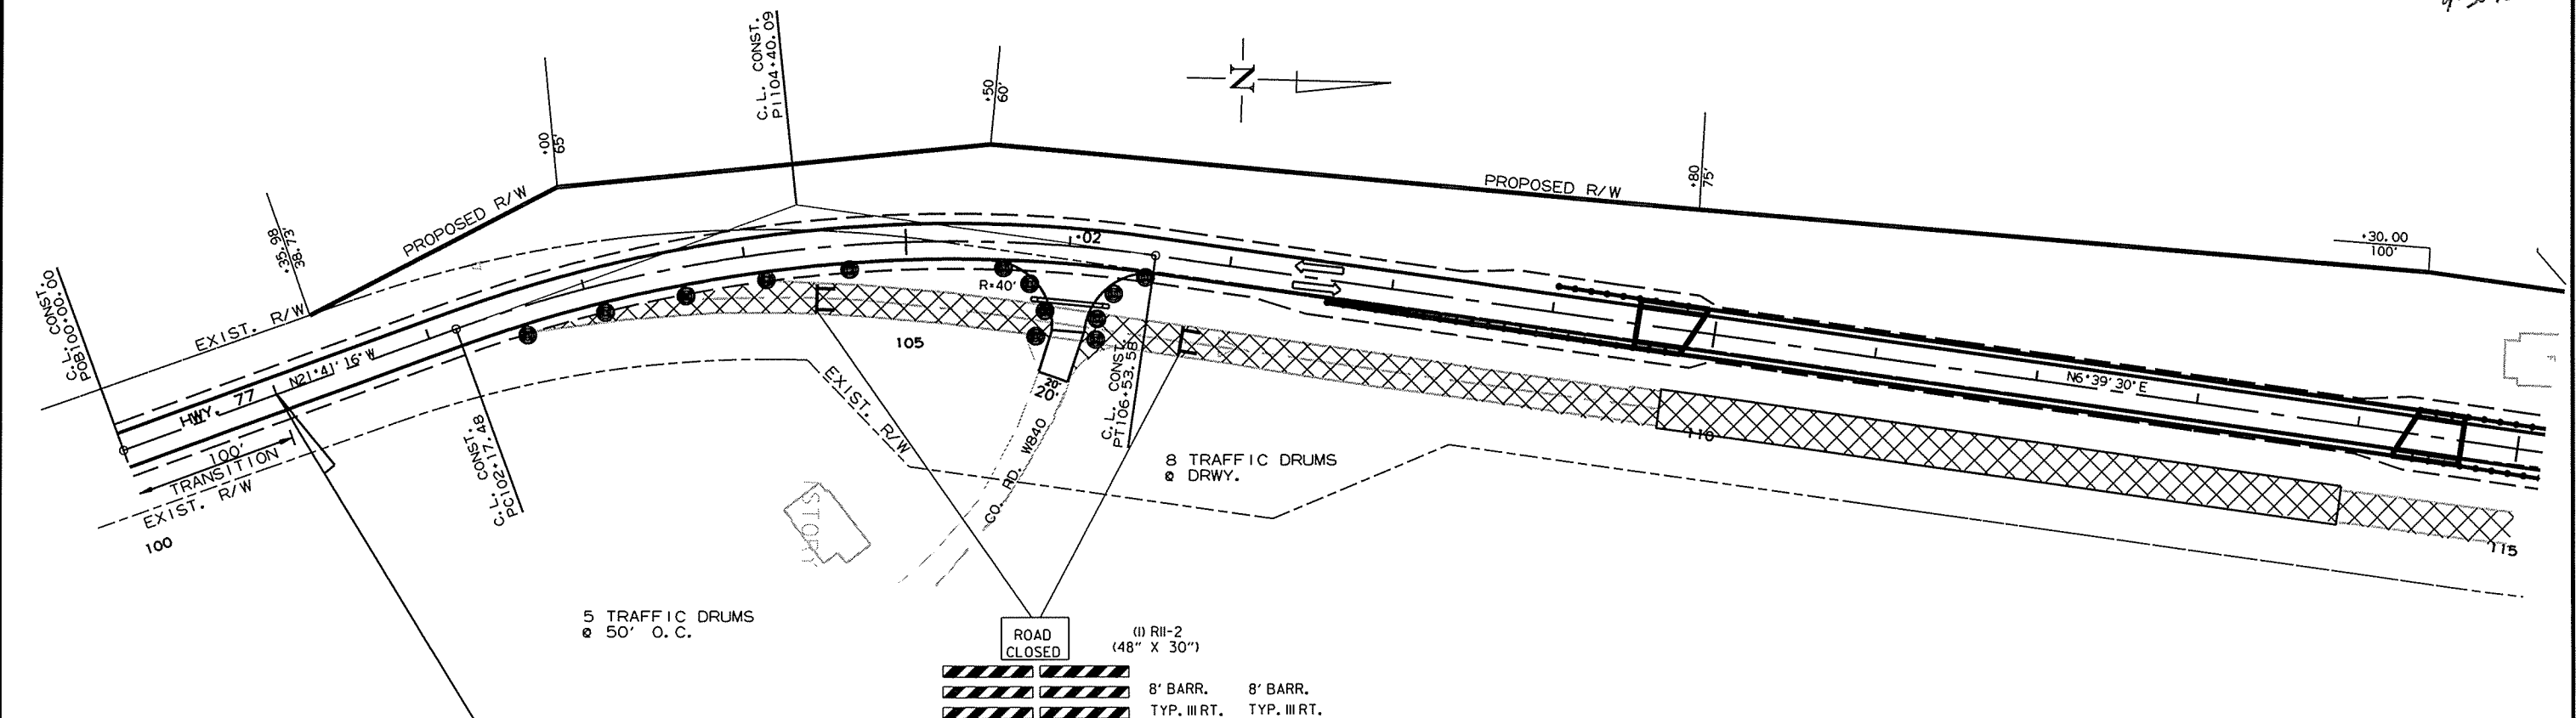 C.L. CONST.
POB100+00.00
+35.98
38.73'
+00
65'
C.L. CONST.
PI104+40.09
+50
60'
N
+80
75'
+30.00
100'
PROPOSED R/W
PROPOSED R/W
EXIST. R/W
HWY. 77
N21°41'16"W
100'
TRANSITION
EXIST. R/W
100
C.L. CONST.
PC102+17.48
R=40'
.02
105
20'
20'
EXIST. R/W
CO. RD. W840
C.L. CONST.
PT106+53.58
8 TRAFFIC DRUMS
@ DRWY.
110
N6°39'30"E
115
5 TRAFFIC DRUMS
@ 50' O.C.
ROAD
CLOSED
(1) R11-2
(48" X 30")
8' BARR.
TYP. III RT.
8' BARR.
TYP. III RT.